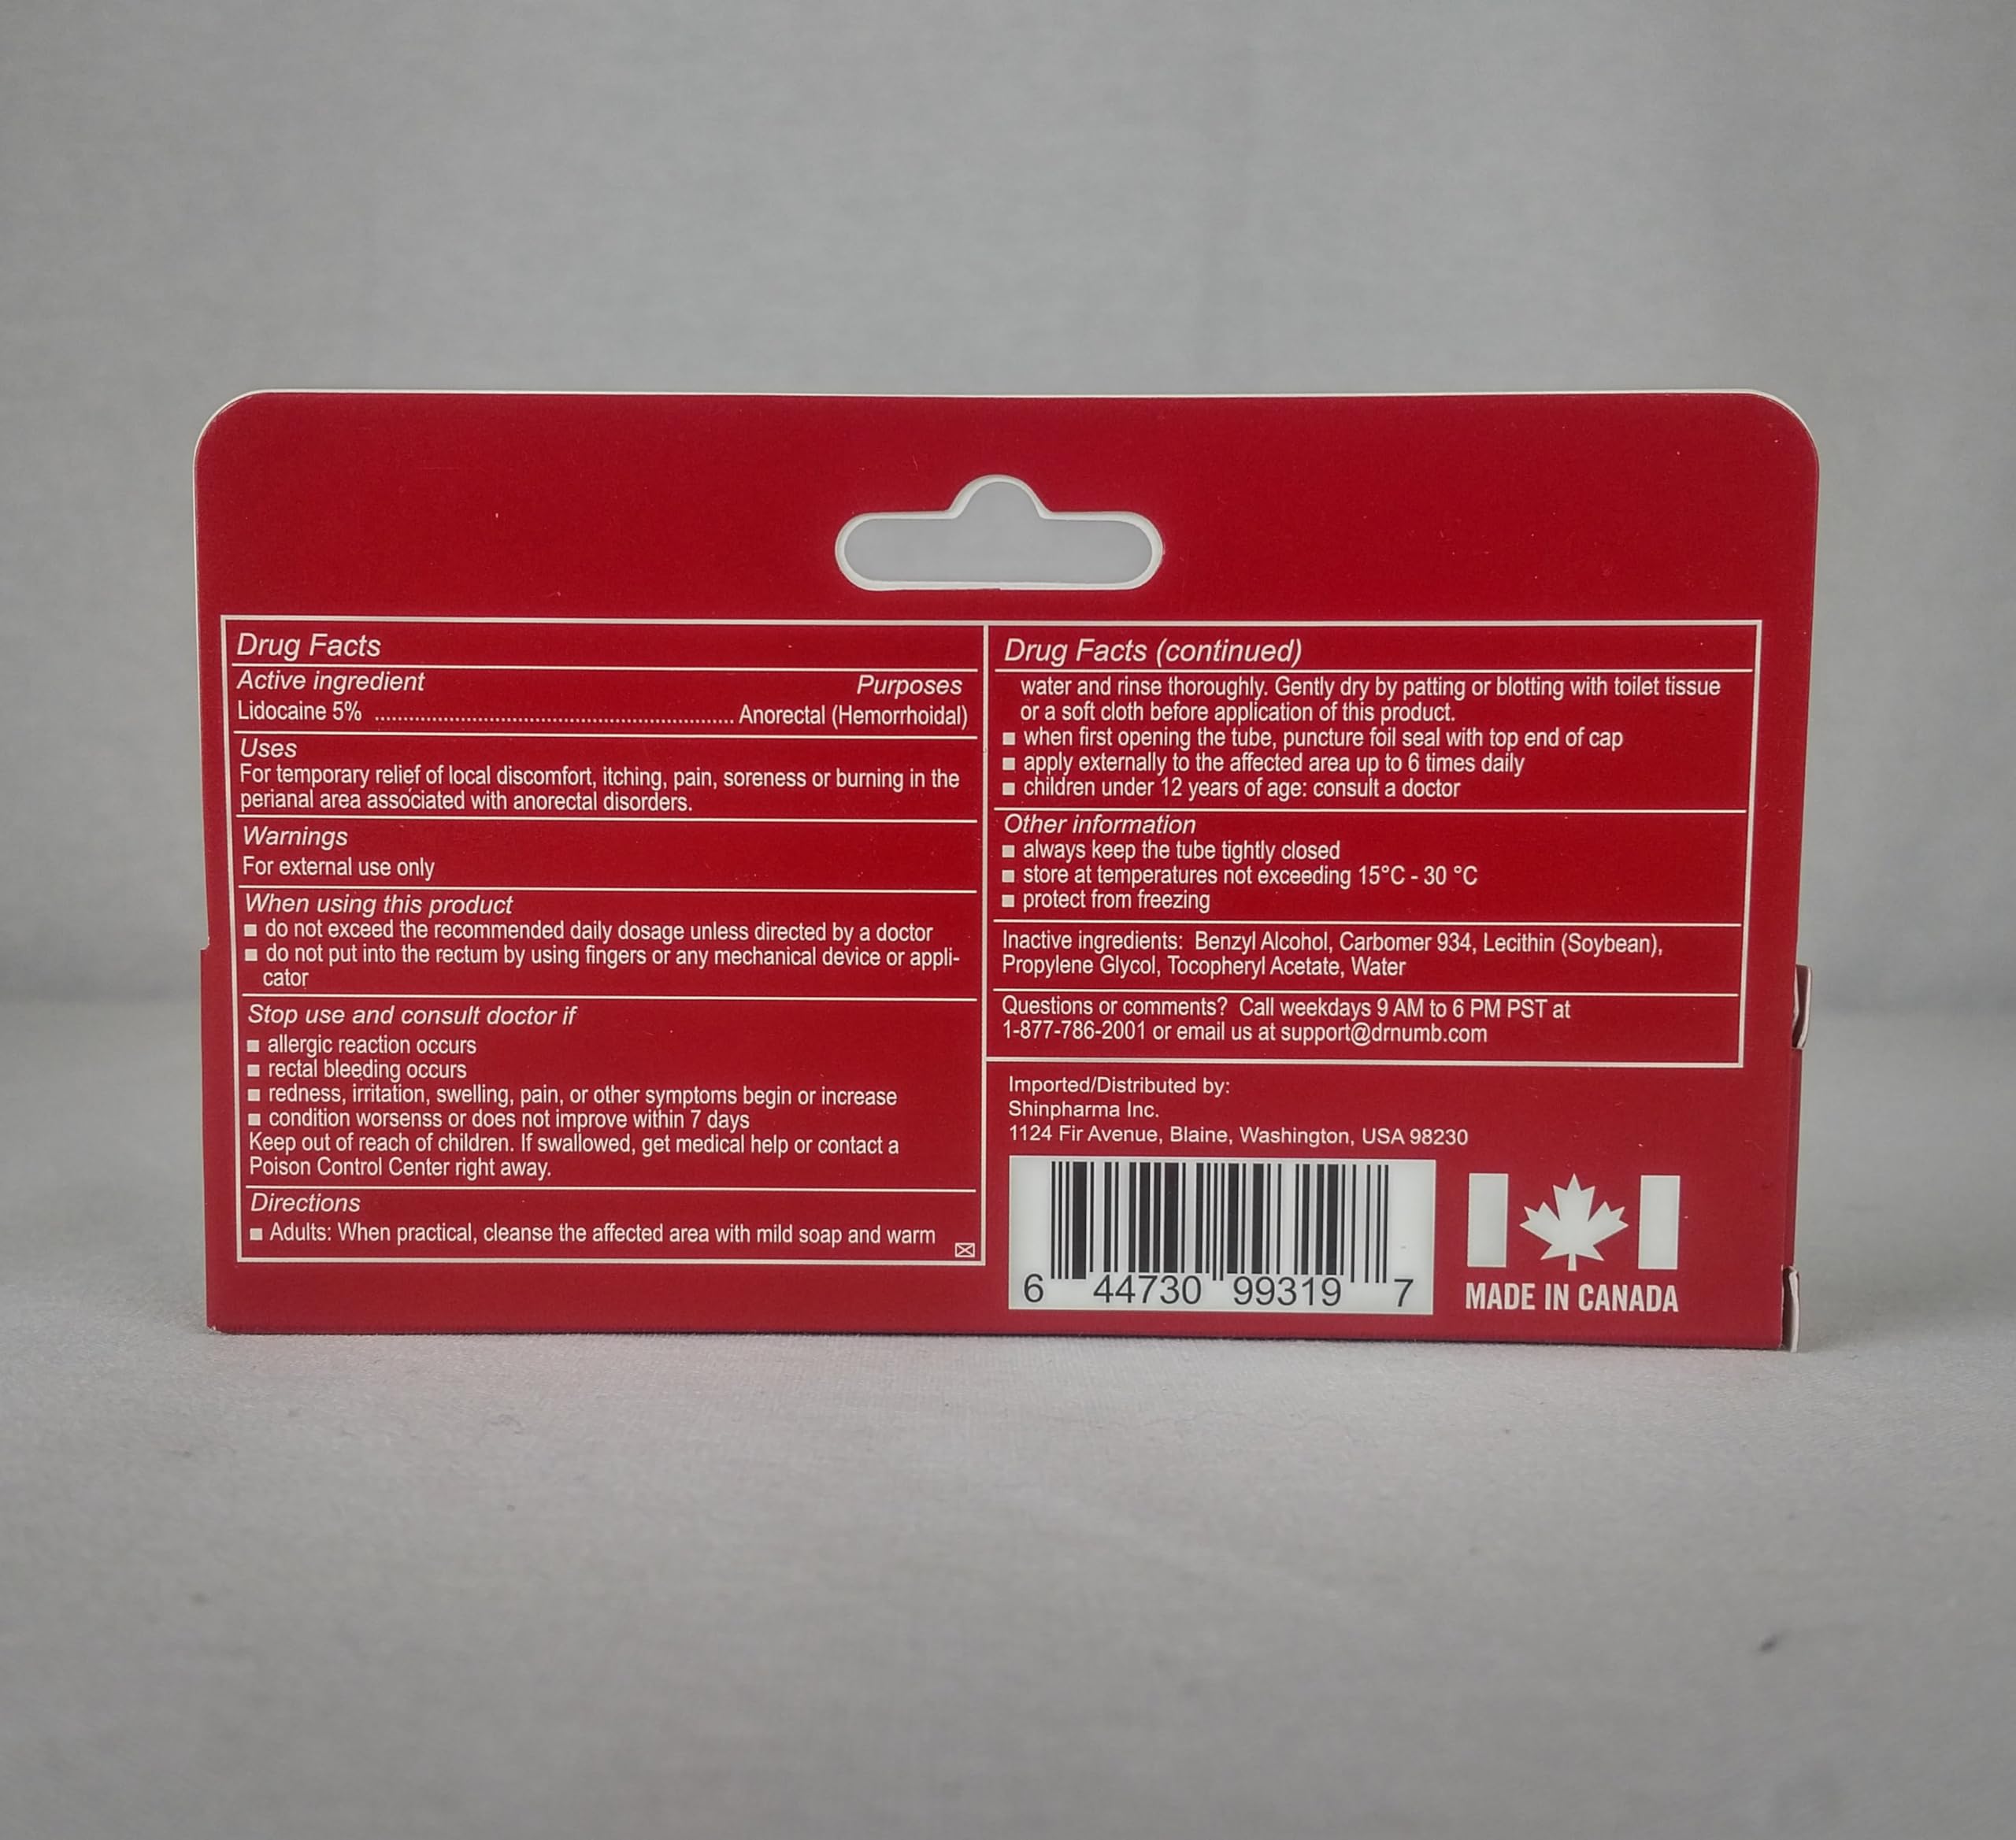 Drug Facts
Active ingredient Purposes
Lidocaine 5% ........................................................................ Anorectal (Hemorrhoidal)
Uses
For temporary relief of local discomfort, itching, pain, soreness or burning in the
perianal area associated with anorectal disorders.
Warnings
For external use only
When using this product
■ do not exceed the recommended daily dosage unless directed by a doctor
■ do not put into the rectum by using fingers or any mechanical device or appli-
cator
Stop use and consult doctor if
■ allergic reaction occurs
■ rectal bleeding occurs
■ redness, irritation, swelling, pain, or other symptoms begin or increase
■ condition worsenss or does not improve within 7 days
Keep out of reach of children. If swallowed, get medical help or contact a
Poison Control Center right away.
Directions
■ Adults: When practical, cleanse the affected area with mild soap and warm
Drug Facts (continued)
water and rinse thoroughly. Gently dry by patting or blotting with toilet tissue
or a soft cloth before application of this product.
■ when first opening the tube, puncture foil seal with top end of cap
■ apply externally to the affected area up to 6 times daily
■ children under 12 years of age: consult a doctor
Other information
■ always keep the tube tightly closed
■ store at temperatures not exceeding 15°C - 30 °C
■ protect from freezing
Inactive ingredients: Benzyl Alcohol, Carbomer 934, Lecithin (Soybean),
Propylene Glycol, Tocopheryl Acetate, Water
Questions or comments? Call weekdays 9 AM to 6 PM PST at
1-877-786-2001 or email us at support@drnumb.com
Imported/Distributed by:
Shinpharma Inc.
1124 Fir Avenue, Blaine, Washington, USA 98230
6 44730 99319 7
MADE IN CANADA